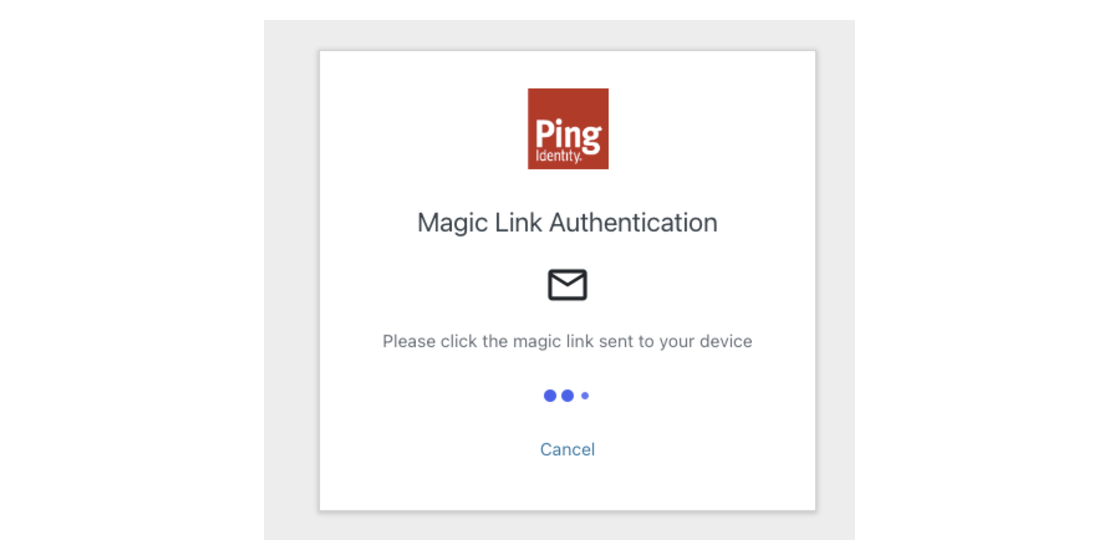 Ping
Identity.
Magic Link Authentication
Please click the magic link sent to your device
Cancel